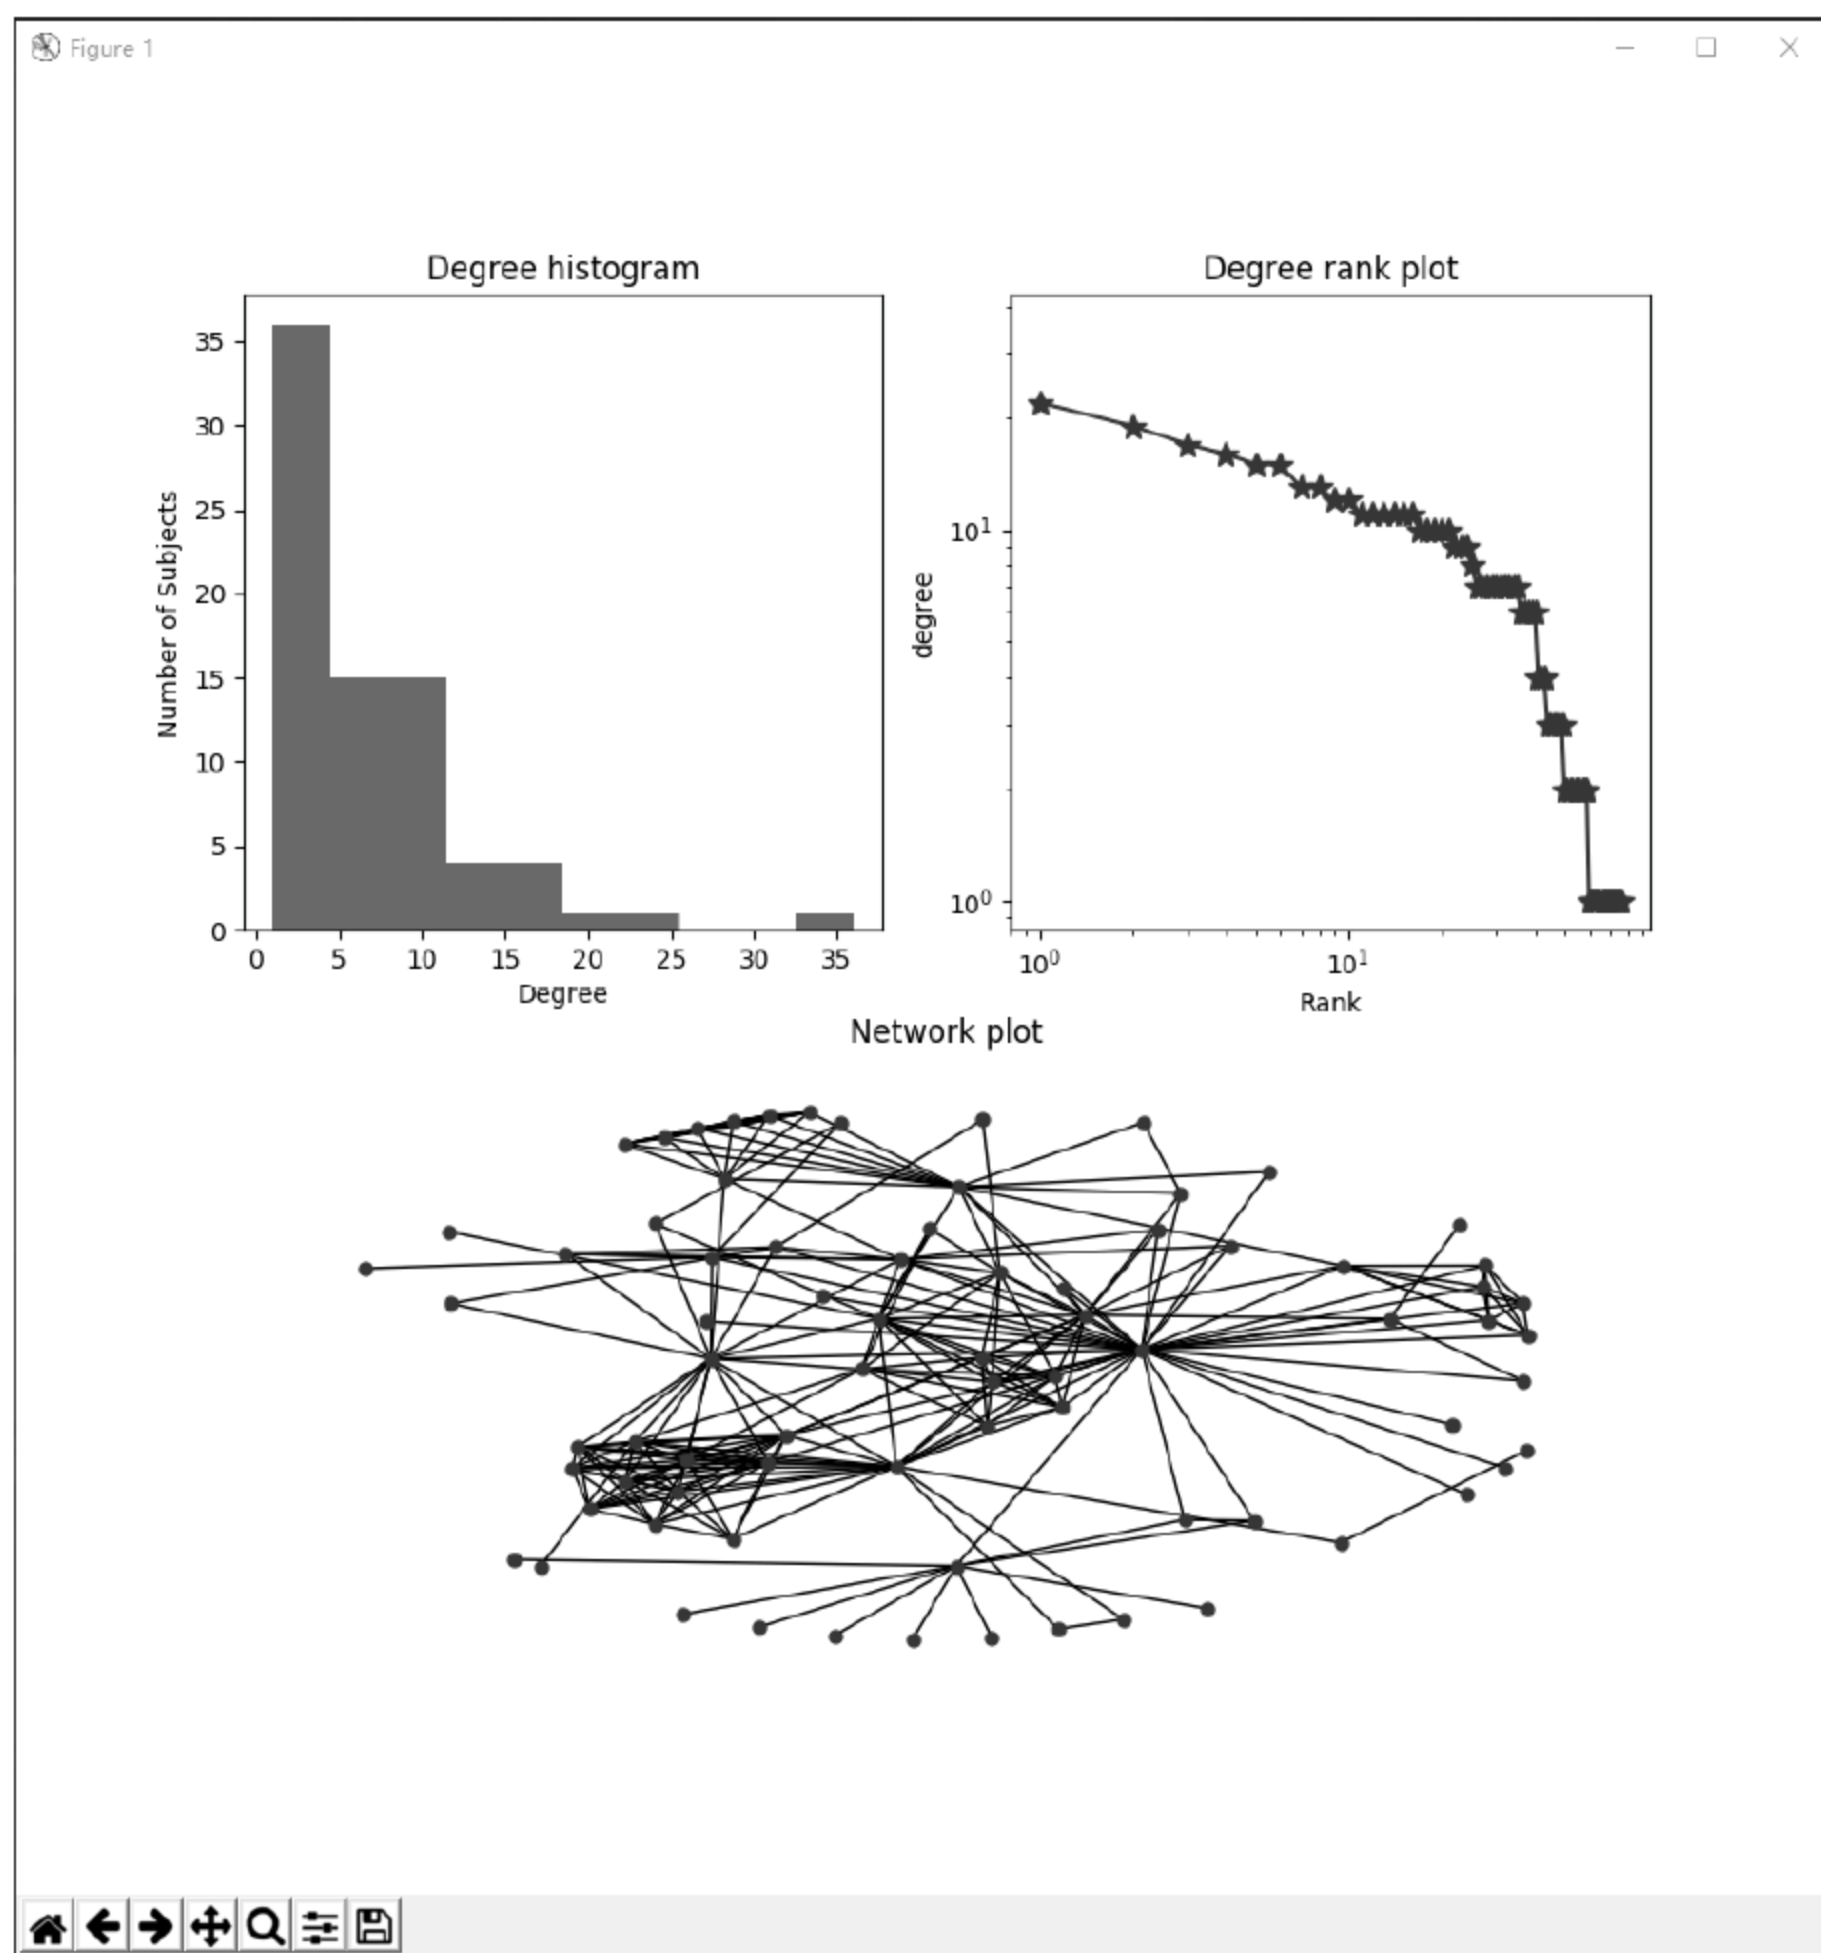 Figure 1
Degree histogram
Number of Subjects
35
30
25
20
15
10
5
0
0 5 10 15 20 25 30 35
Degree
Degree rank plot
degree
10¹
10⁰
10⁰ 10¹
Rank
Network plot